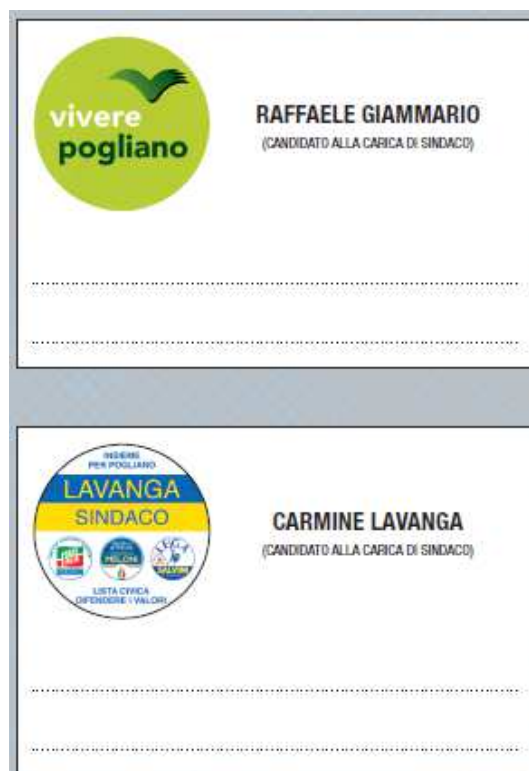 vivere
pogliano
RAFFAELE GIAMMARIO
(CANDIDATO ALLA CARICA DI SINDACO)
INSIEME
PER POGLIANO
LAVANGA
SINDACO
MELONI
LEGA
SALVINI
LISTA CIVICA
DIFENDERE I VALORI
CARMINE LAVANGA
(CANDIDATO ALLA CARICA DI SINDACO)